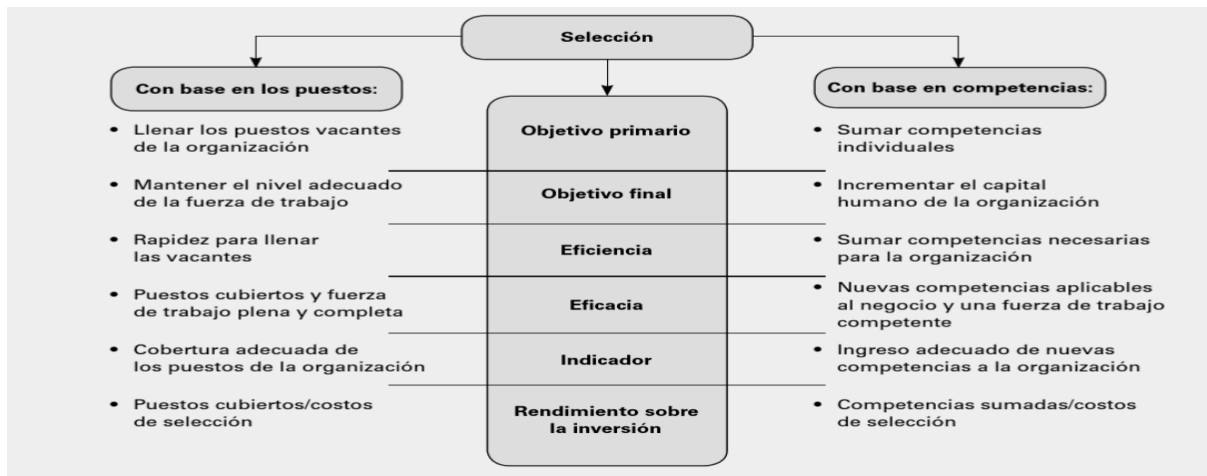 Selección
Con base en los puestos:
• Llenar los puestos vacantes
de la organización
• Mantener el nivel adecuado
de la fuerza de trabajo
• Rapidez para llenar
las vacantes
• Puestos cubiertos y fuerza
de trabajo plena y completa
• Cobertura adecuada de
los puestos de la organización
• Puestos cubiertos/costos
de selección
Objetivo primario
Objetivo final
Eficiencia
Eficacia
Indicador
Rendimiento sobre
la inversión
Con base en competencias:
• Sumar competencias
individuales
• Incrementar el capital
humano de la organización
• Sumar competencias necesarias
para la organización
• Nuevas competencias aplicables
al negocio y una fuerza de trabajo
competente
• Ingreso adecuado de nuevas
competencias a la organización
• Competencias sumadas/costos
de selección